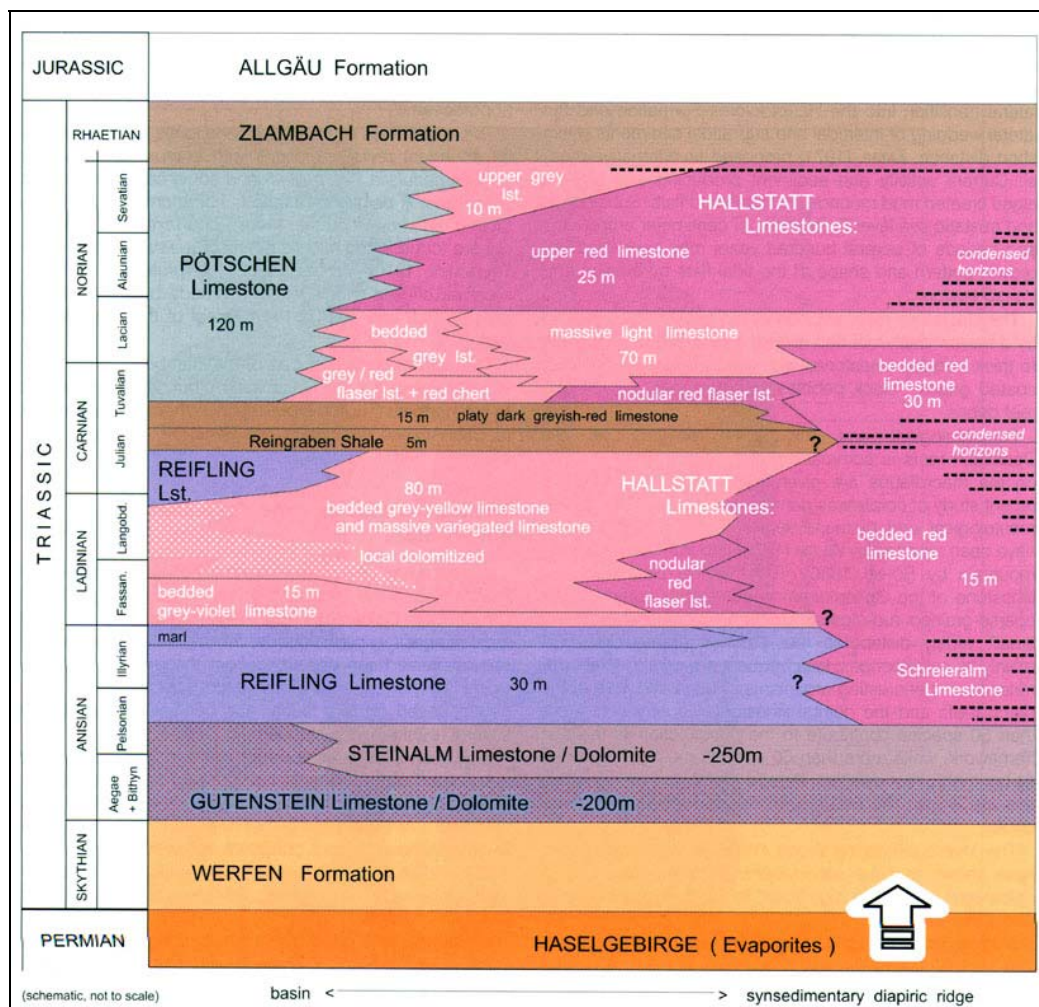 JURASSIC
ALLGÄU Formation
TRIASSIC
RHAETIAN
ZLAMBACH Formation
NORIAN
Sevatian
Alaunian
Lacian
upper grey
lst.
10 m
HALLSTATT
Limestones:
upper red limestone
25 m
condensed
horizons
PÖTSCHEN
Limestone
120 m
bedded
grey lst.
massive light limestone
70 m
grey / red
flaser lst. + red chert
nodular red flaser lst.
bedded red
limestone
30 m
CARNIAN
Tuvalian
Julian
15 m platy dark greyish-red limestone
Reingraben Shale 5m
?
condensed
horizons
REIFLING
Lst.
80 m
bedded grey-yellow limestone
and massive variegated limestone
local dolomitized
HALLSTATT
Limestones:
bedded red
limestone
15 m
LADINIAN
Langobd.
Fassan.
nodular
red
flaser lst.
bedded 15 m
grey-violet limestone
?
ANISIAN
Illyrian
Pelsonian
Aegae
+ Bithyn
marl
REIFLING Limestone 30 m
?
Schreieralm
Limestone
STEINALM Limestone / Dolomite -250m
GUTENSTEIN Limestone / Dolomite -200m
SKYTHIAN
WERFEN Formation
PERMIAN
HASELGEBIRGE ( Evaporites )
(schematic, not to scale) basin < > synsedimentary diapiric ridge